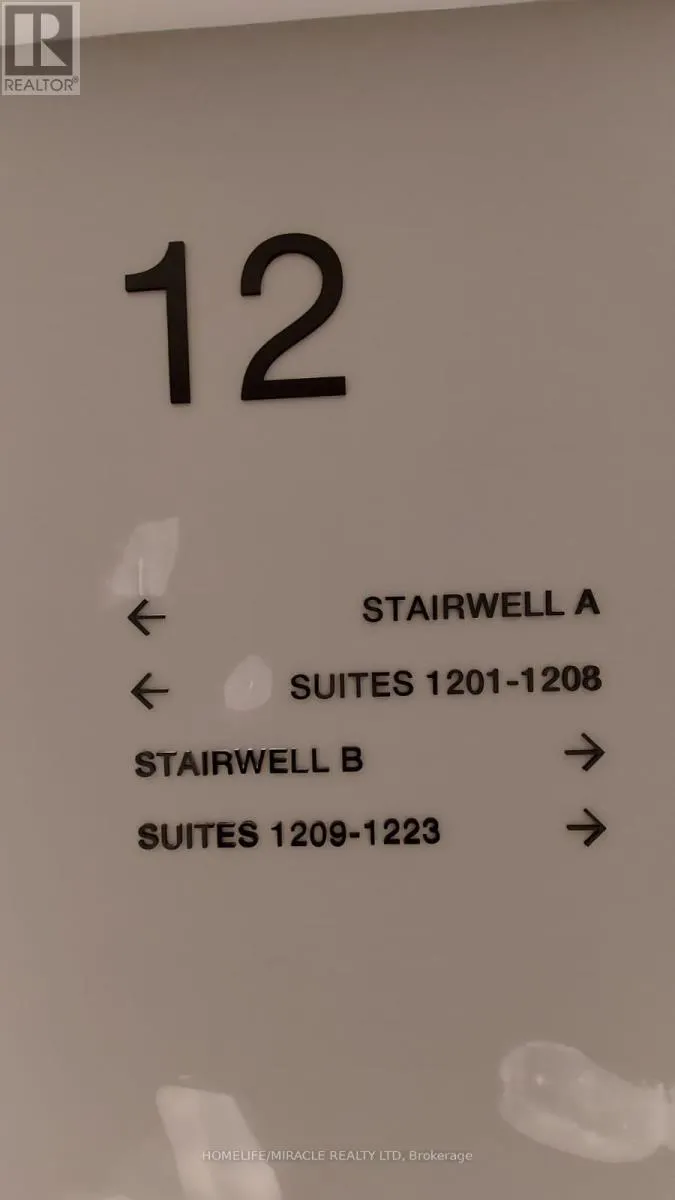 R
REALTOR®
12
← STAIRWELL A
← SUITES 1201-1208
STAIRWELL B →
SUITES 1209-1223 →
HOMELIFE/MIRACLE REALTY LTD, Brokerage